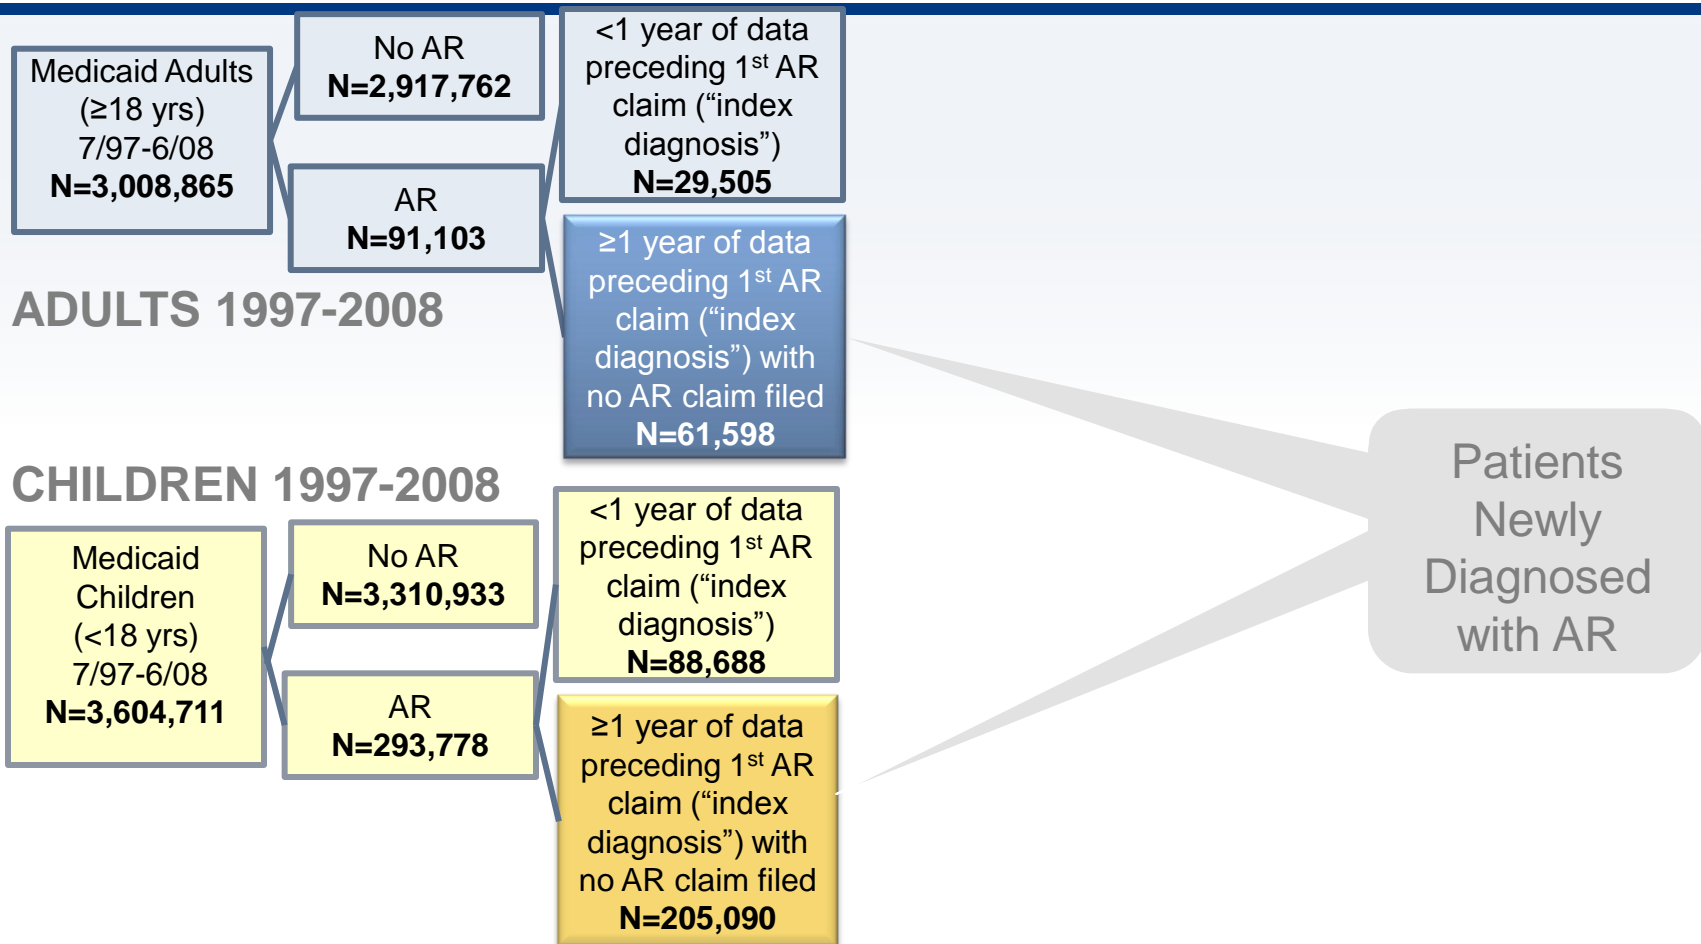 Medicaid Adults
(≥18 yrs)
7/97-6/08
N=3,008,865
No AR
N=2,917,762
AR
N=91,103
<1 year of data
preceding 1st AR
claim (“index
diagnosis”)
N=29,505
≥1 year of data
preceding 1st AR
claim (“index
diagnosis”) with
no AR claim filed
N=61,598
ADULTS 1997-2008
CHILDREN 1997-2008
Medicaid
Children
(<18 yrs)
7/97-6/08
N=3,604,711
No AR
N=3,310,933
AR
N=293,778
<1 year of data
preceding 1st AR
claim (“index
diagnosis”)
N=88,688
≥1 year of data
preceding 1st AR
claim (“index
diagnosis”) with
no AR claim filed
N=205,090
Patients
Newly
Diagnosed
with AR